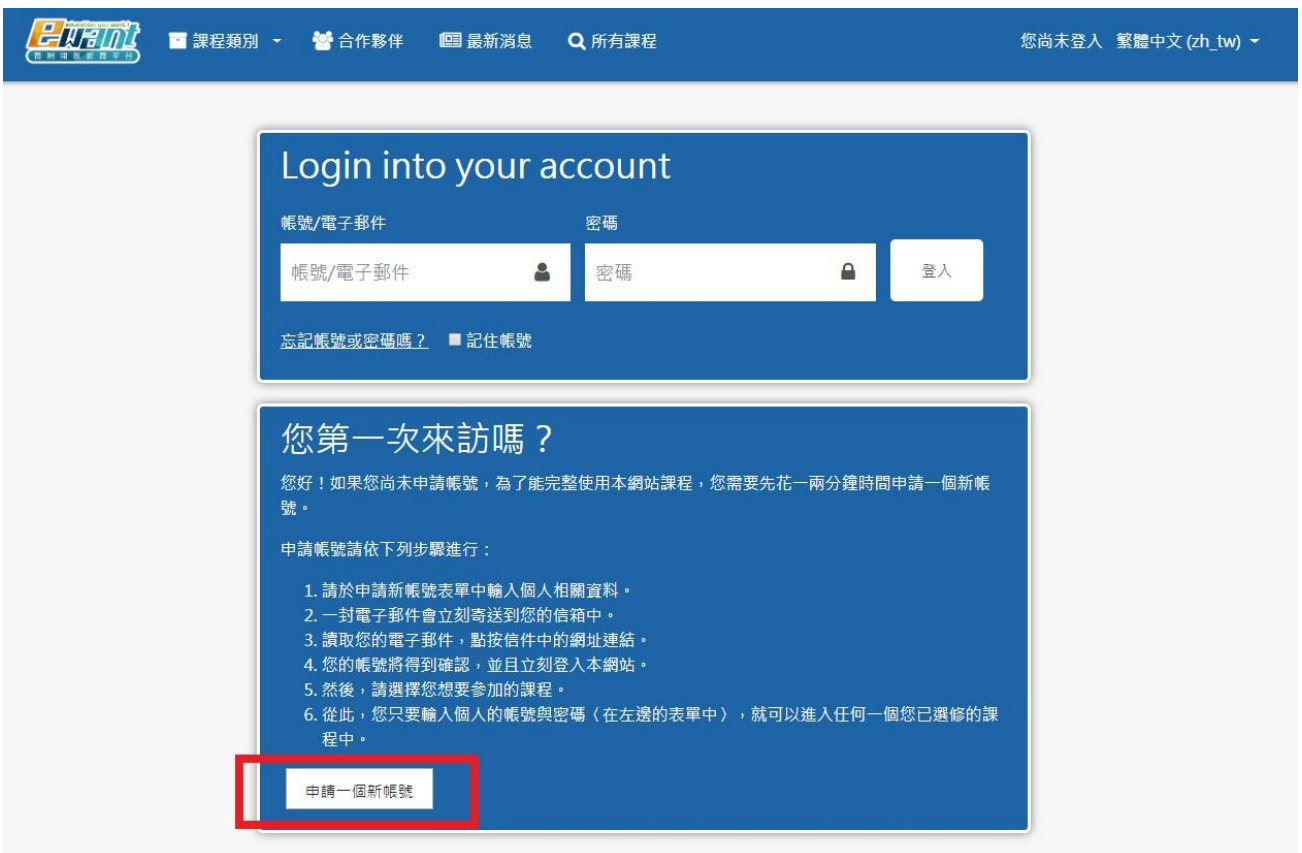 ewant
育網開放教育平台
課程類別 合作夥伴 最新消息 所有課程 您尚未登入 繁體中文 (zh_tw)
Login into your account
帳號/電子郵件 密碼
帳號/電子郵件 密碼 登入
忘記帳號或密碼嗎？ 記住帳號
您第一次來訪嗎？
您好！如果您尚未申請帳號，為了能完整使用本網站課程，您需要先花一兩分鐘時間申請一個新帳
號。
申請帳號請依下列步驟進行：
1. 請於申請新帳號表單中輸入個人相關資料。
2. 一封電子郵件會立刻寄送到您的信箱中。
3. 讀取您的電子郵件，點按信件中的網址連結。
4. 您的帳號將得到確認，並且立刻登入本網站。
5. 然後，請選擇您想要參加的課程。
6. 從此，您只要輸入個人的帳號與密碼〈在左邊的表單中〉，就可以進入任何一個您已選修的課
程中。
申請一個新帳號